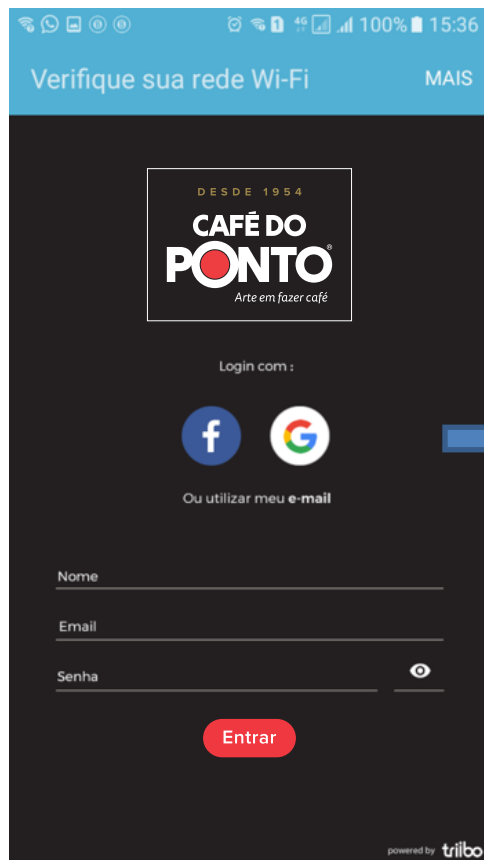 4G 100% 15:36
Verifique sua rede Wi-Fi MAIS
DESDE 1954
CAFÉ DO
PONTO®
Arte em fazer café
Login com :
f G
Ou utilizar meu e-mail
Nome
Email
Senha
Entrar
powered by triibo